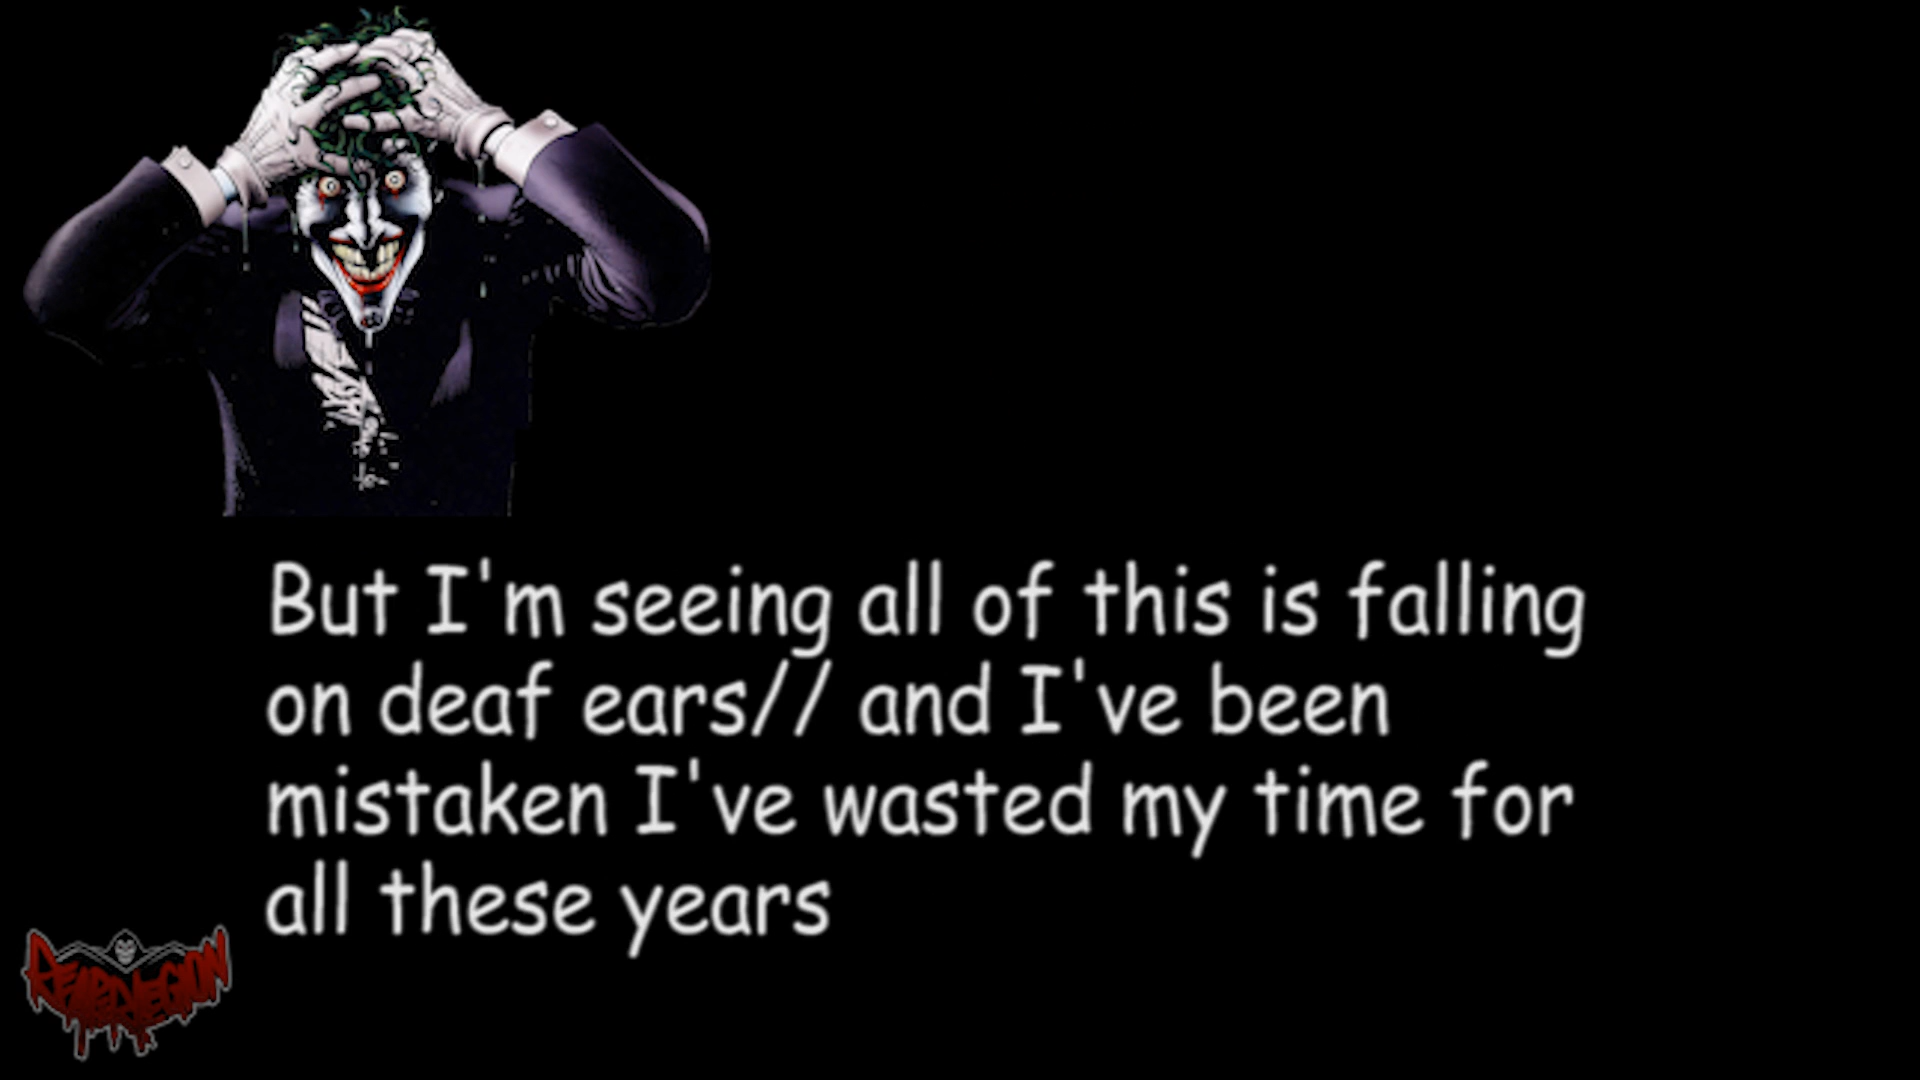 But I'm seeing all of this is falling
on deaf ears// and I've been
mistaken I've wasted my time for
all these years